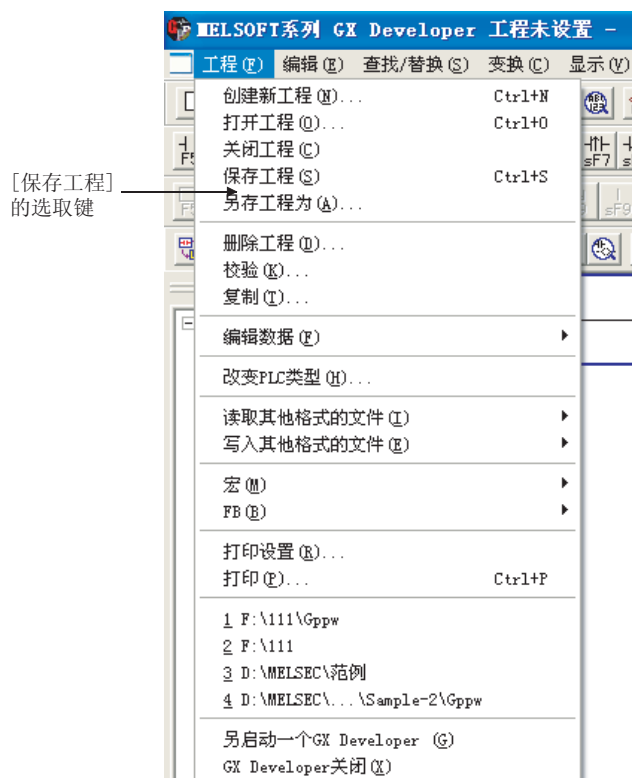 MELSOFT系列 GX Developer 工程未设置 -
工程(F) 编辑(E) 查找/替换(S) 变换(C) 显示(V)
创建新工程(N)... Ctrl+N
打开工程(O)... Ctrl+O
关闭工程(C)
保存工程(S) Ctrl+S
另存工程为(A)...
[保存工程]
的选取键
删除工程(D)...
校验(K)...
复制(T)...
编辑数据(F)
改变PLC类型(H)...
读取其他格式的文件(I)
写入其他格式的文件(E)
宏(M)
FB(B)
打印设置(R)...
打印(P)... Ctrl+P
1 F:\111\Gppw
2 F:\111
3 D:\MELSEC\范例
4 D:\MELSEC\...\Sample-2\Gppw
另启动一个GX Developer (G)
GX Developer关闭(X)
sF7
sF9